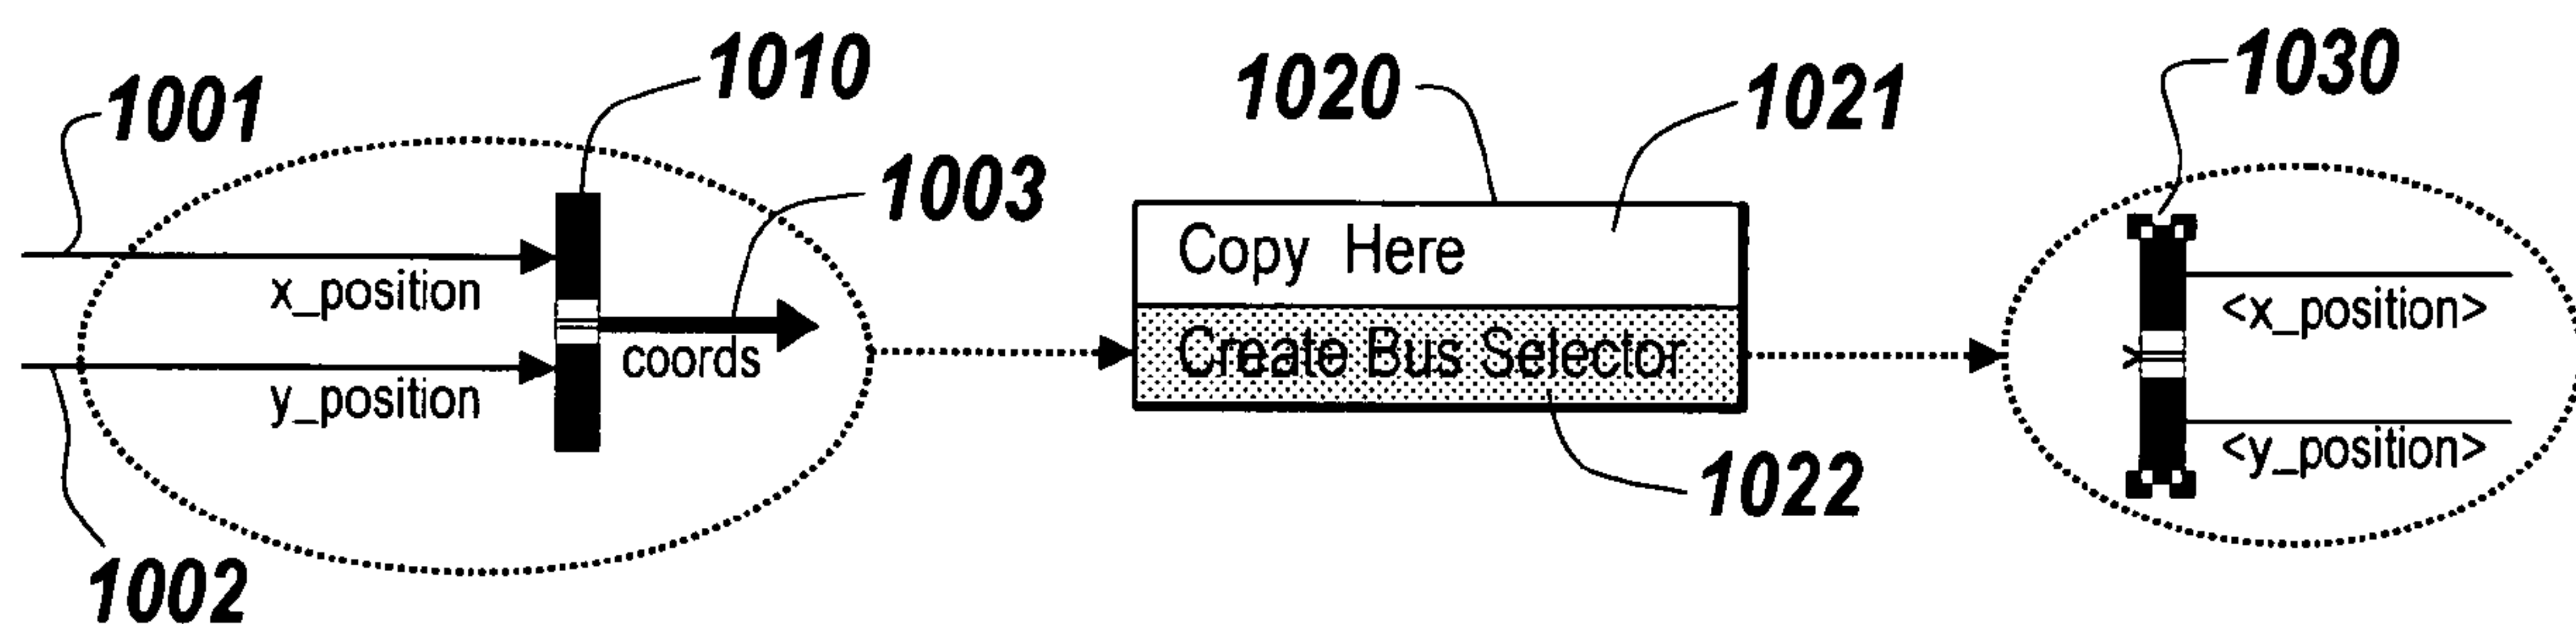 1001
1010
1003
x_position
coords
y_position
1002
1020
1021
Copy Here
Create Bus Selector
1022
1030
<x_position>
<y_position>